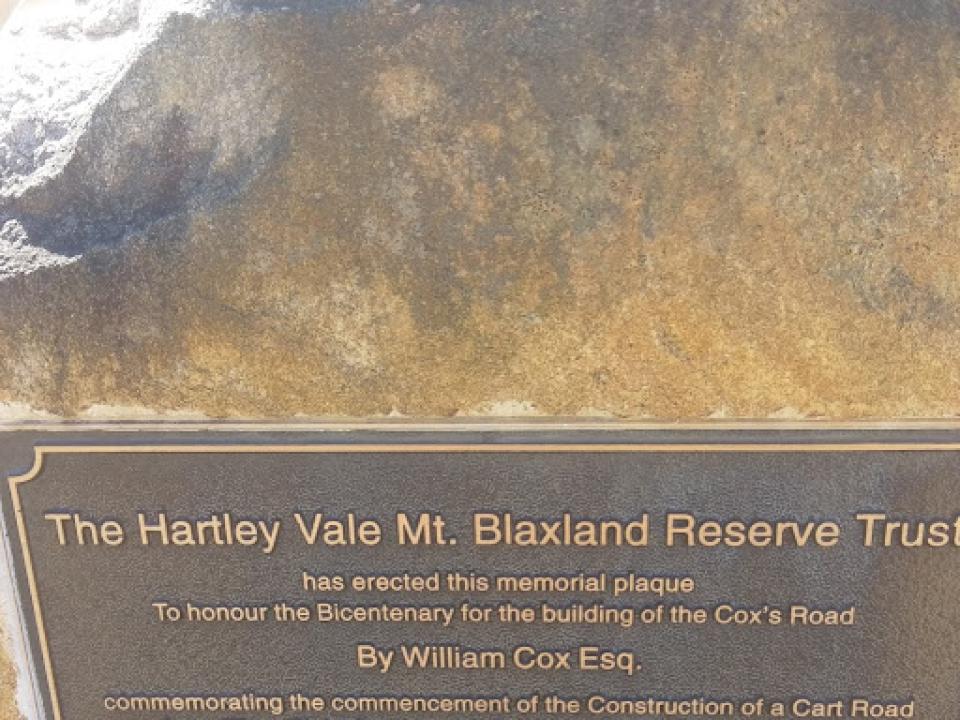 The Hartley Vale Mt. Blaxland Reserve Trust
has erected this memorial plaque
To honour the Bicentenary for the building of the Cox's Road
By William Cox Esq.
commemorating the commencement of the Construction of a Cart Road